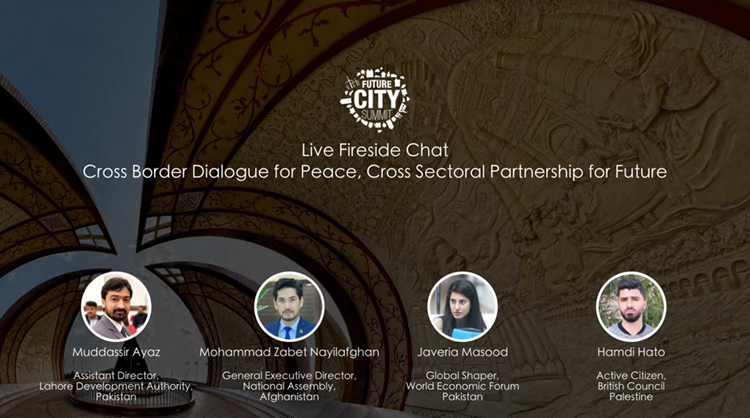 THE
FUTURE
CITY
SUMMIT
Live Fireside Chat
Cross Border Dialogue for Peace, Cross Sectoral Partnership for Future
Muddassir Ayaz
Assistant Director,
Lahore Development Authority,
Pakistan
Mohammad Zabet Nayilafghan
General Executive Director,
National Assembly,
Afghanistan
Javeria Masood
Global Shaper,
World Economic Forum
Pakistan
Hamdi Hato
Active Citizen,
British Council
Palestine